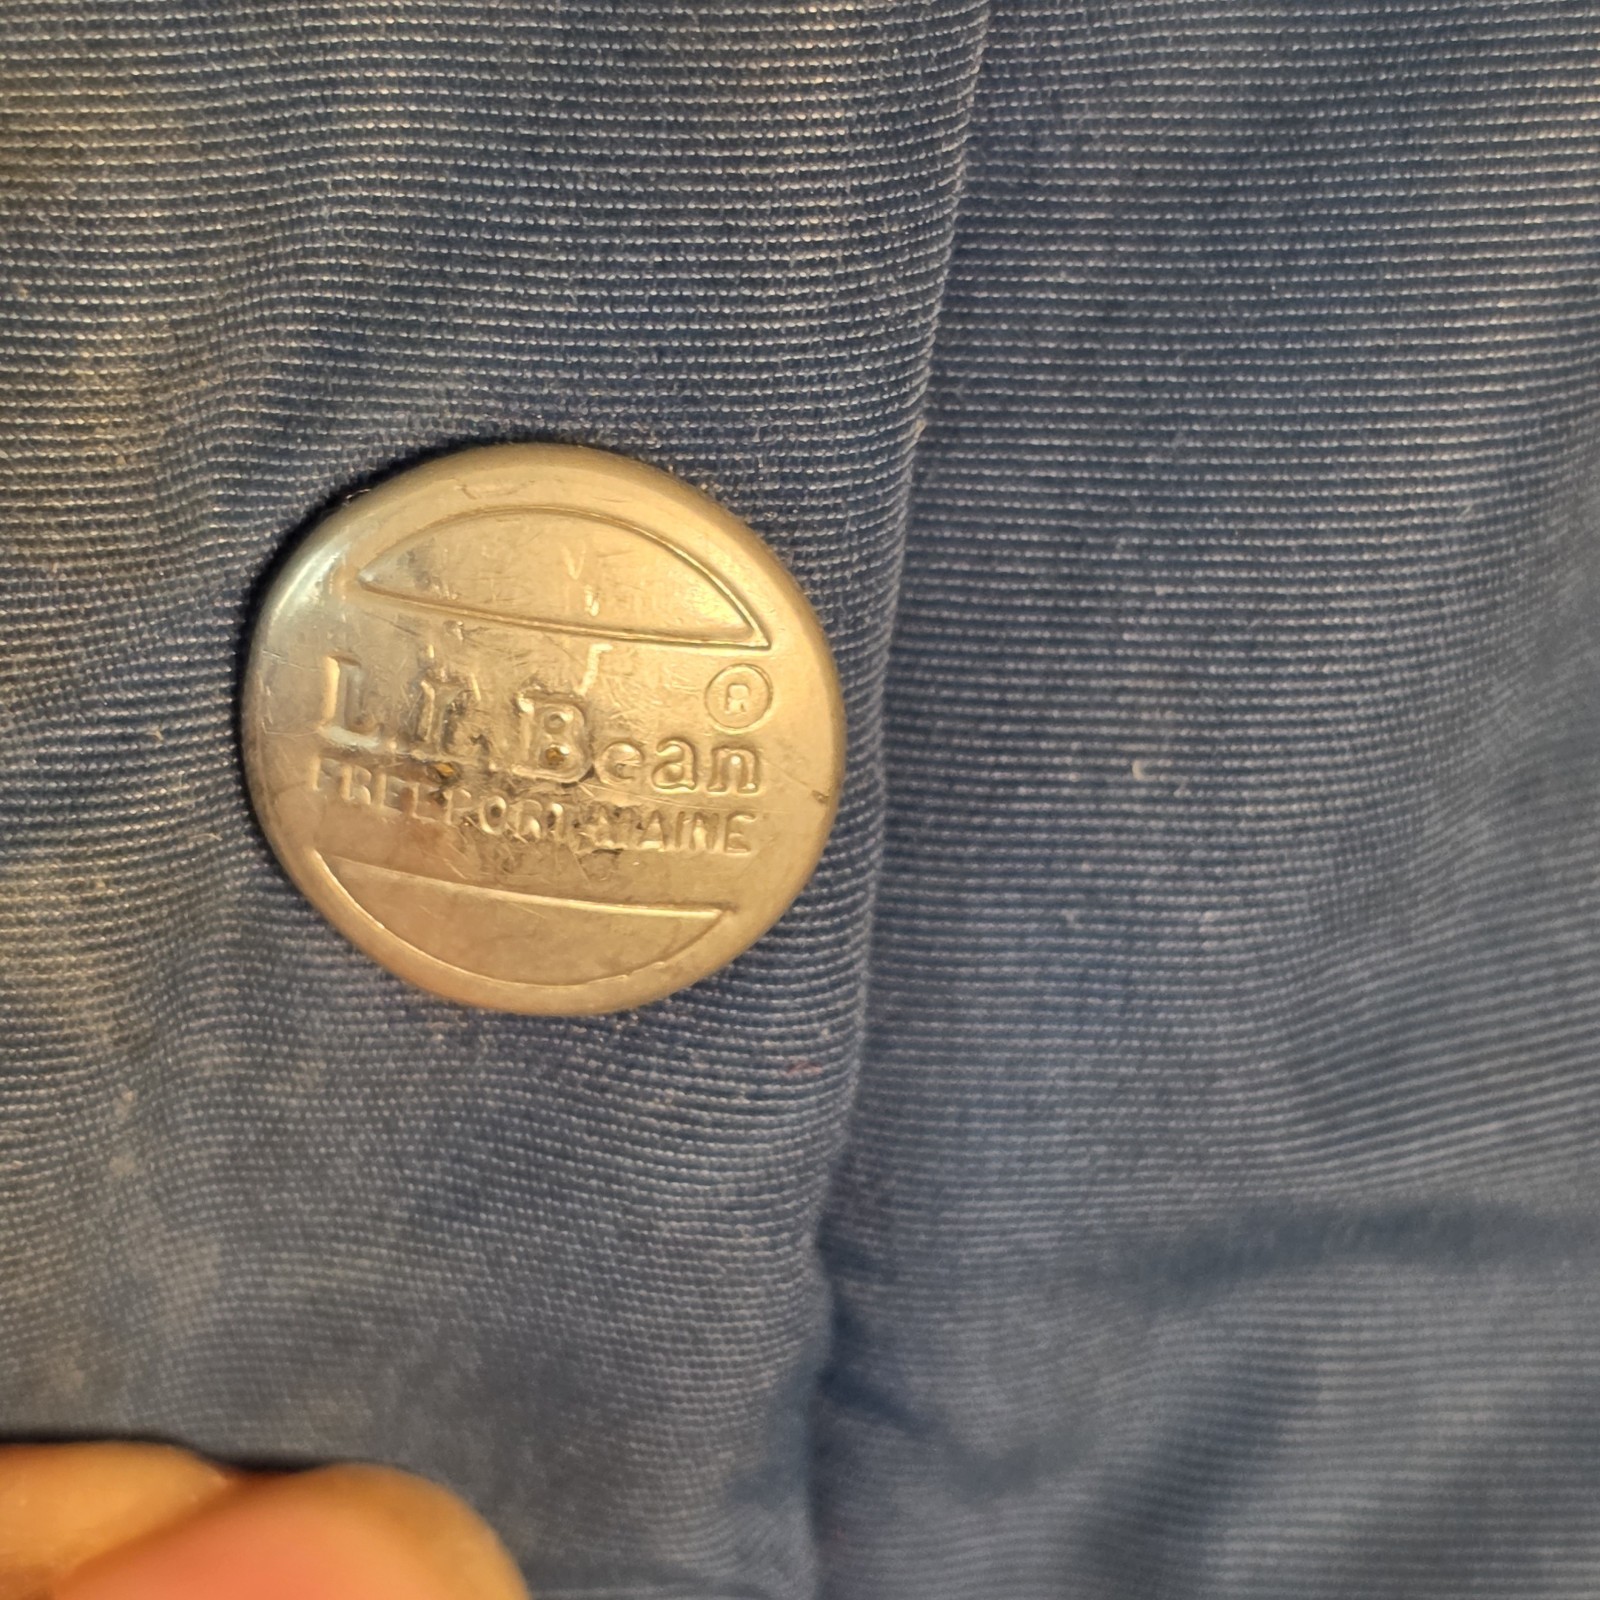 ®
L.L.Bean
FREEPORT, MAINE